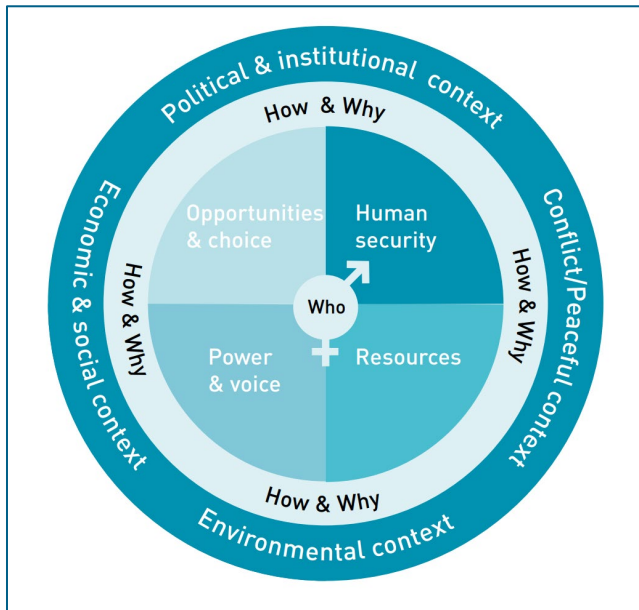 Political & institutional context
How & Why
Opportunities
& choice
Human
security
Economic & social context
How & Why
Who
How & Why
Conflict/Peaceful context
Power
& voice
Resources
How & Why
Environmental context